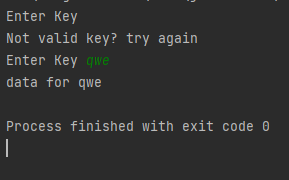 Enter Key
Not valid key? try again
Enter Key qwe
data for qwe
Process finished with exit code 0